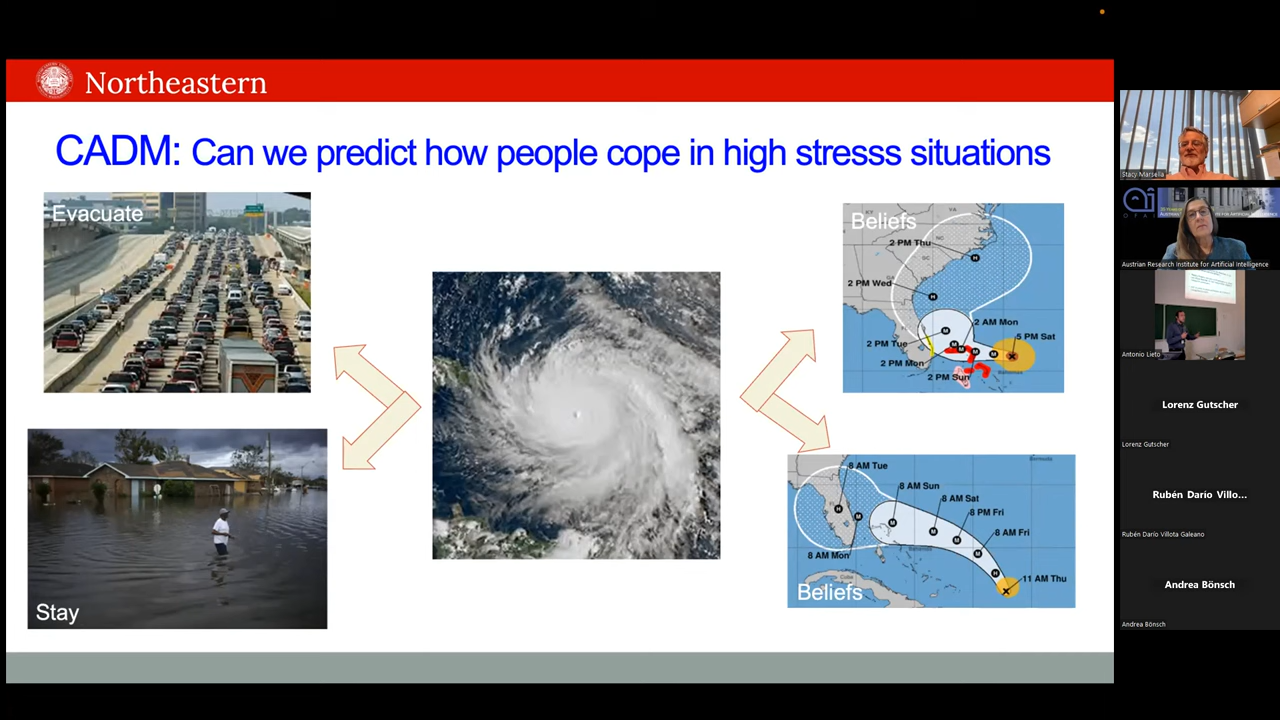 Northeastern
CADM: Can we predict how people cope in high stresss situations
Evacuate
Stay
Beliefs
2 PM Thu
2 PM Wed
2 AM Mon
5 PM Sat
2 PM Tue
2 PM Mon
2 PM Sun
8 AM Tue
8 AM Sun
8 AM Sat
8 PM Fri
8 AM Fri
8 AM Mon
11 AM Thu
Beliefs
Stacy Marsella
Austrian Research Institute for Artificial Intelligence
Antonio Lieto
Lorenz Gutscher
Lorenz Gutscher
Rubén Darío Villo...
Rubén Darío Villota Galeano
Andrea Bönsch
Andrea Bönsch